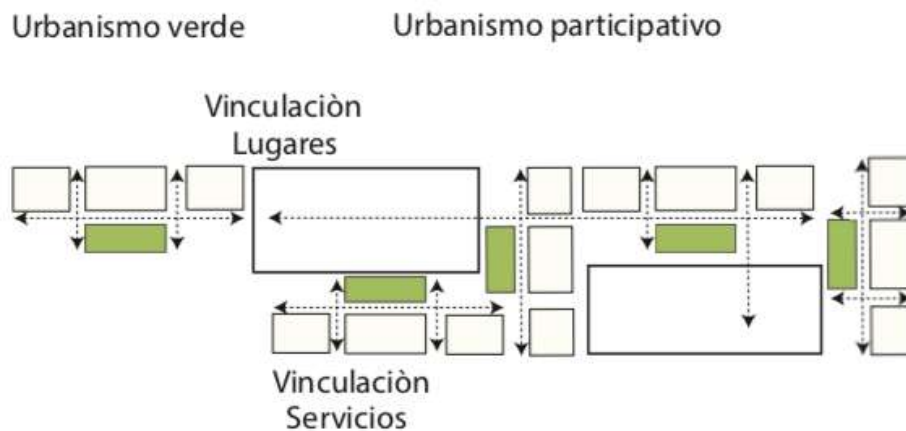 Urbanismo verde
Urbanismo participativo
Vinculaciòn
Lugares
Vinculaciòn
Servicios